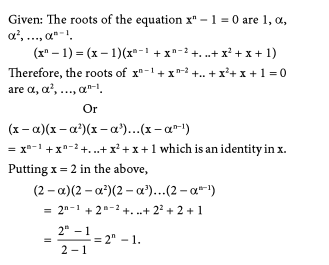 Given: The roots of the equation xⁿ − 1 = 0 are 1, α,
α², ..., αⁿ⁻¹.
(xⁿ − 1) = (x − 1)(xⁿ⁻¹ + xⁿ⁻² +. ..+ x² + x + 1)
Therefore, the roots of xⁿ⁻¹ + xⁿ⁻² +.. + x²+ x + 1 = 0
are α, α², ..., αⁿ⁻¹.
Or
(x − α)(x − α²)(x − α³)...(x − αⁿ⁻¹)
= xⁿ⁻¹ + xⁿ⁻² +. ..+ x² + x + 1 which is an identity in x.
Putting x = 2 in the above,
(2 − α)(2 − α²)(2 − α³)...(2 − αⁿ⁻¹)
= 2ⁿ⁻¹ + 2ⁿ⁻² +. ..+ 2² + 2 + 1
= (2ⁿ − 1)/(2 − 1) = 2ⁿ − 1.